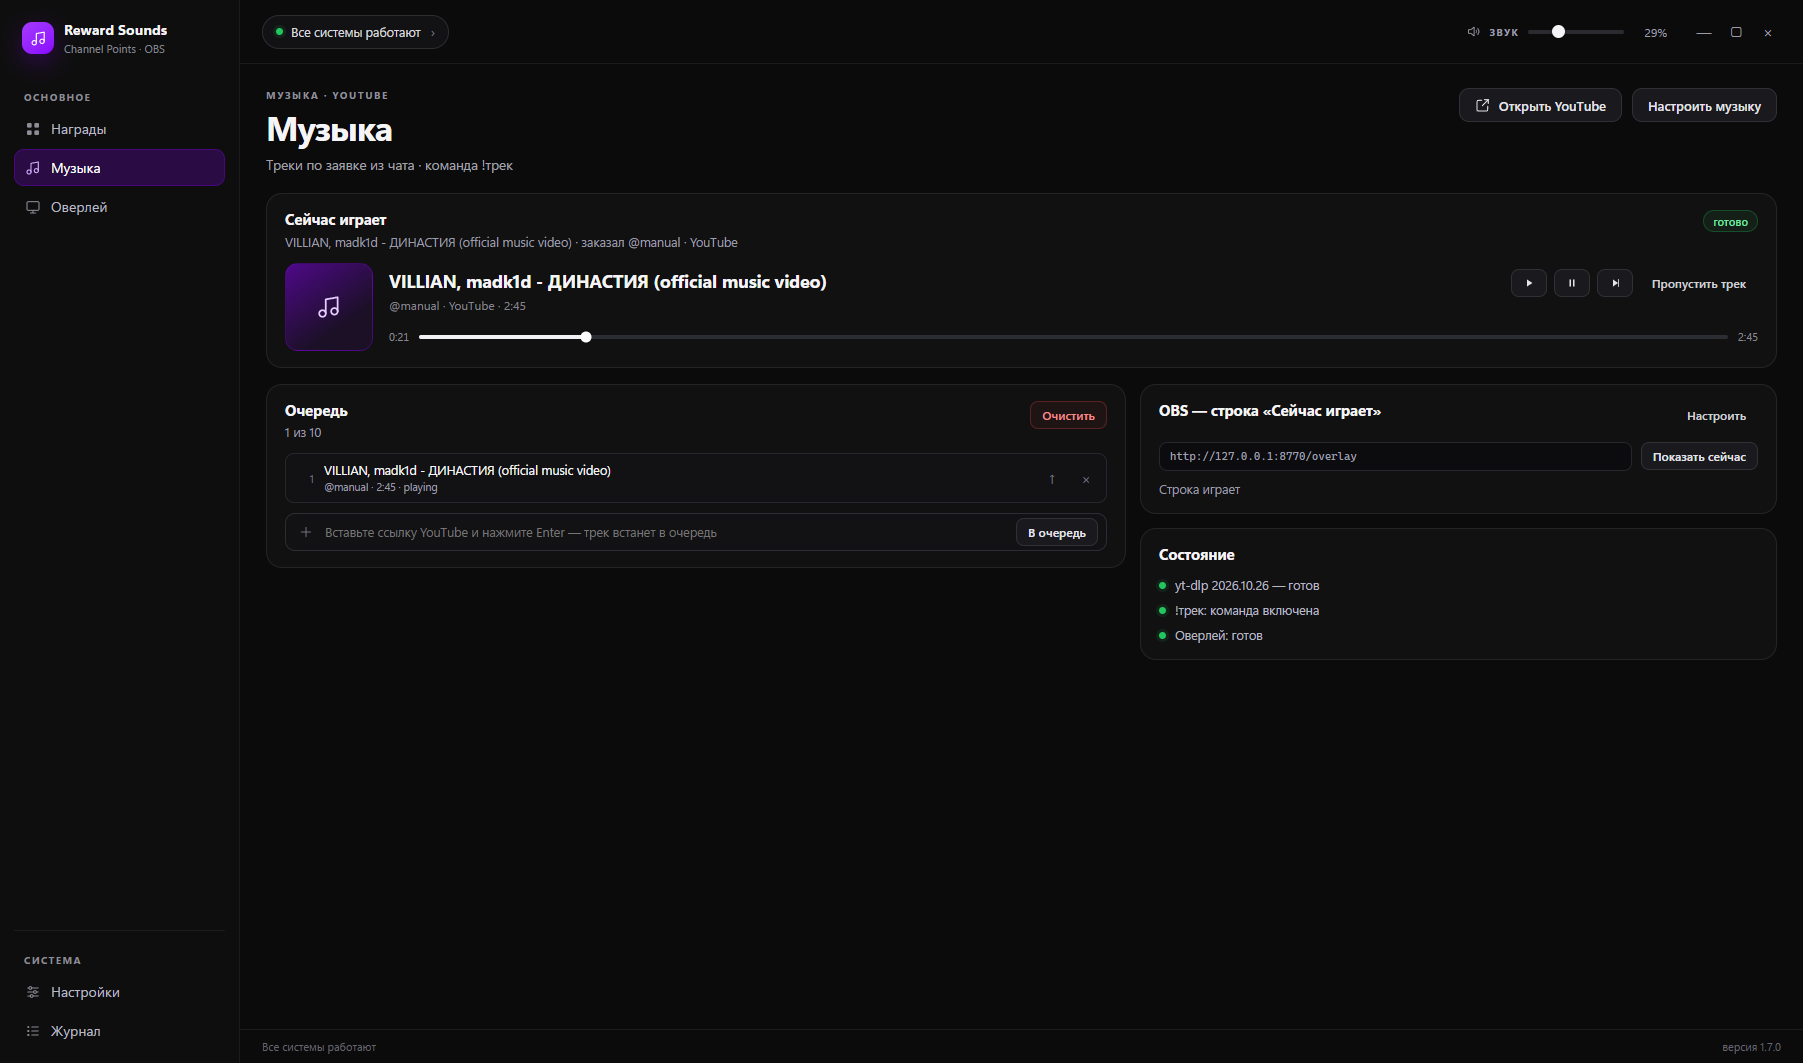 Reward Sounds
Channel Points · OBS
ОСНОВНОЕ
Награды
Музыка
Оверлей
СИСТЕМА
Настройки
Журнал
Все системы работают ›
ЗВУК
29%
МУЗЫКА · YOUTUBE
Музыка
Треки по заявке из чата · команда !трек
Открыть YouTube
Настроить музыку
Сейчас играет
VILLIAN, madk1d - ДИНАСТИЯ (official music video) · заказал @manual · YouTube
готово
VILLIAN, madk1d - ДИНАСТИЯ (official music video)
@manual · YouTube · 2:45
Пропустить трек
0:21
2:45
Очередь
1 из 10
Очистить
1
VILLIAN, madk1d - ДИНАСТИЯ (official music video)
@manual · 2:45 · playing
Вставьте ссылку YouTube и нажмите Enter — трек встанет в очередь
В очередь
OBS — строка «Сейчас играет»
Настроить
http://127.0.0.1:8770/overlay
Показать сейчас
Строка играет
Состояние
yt-dlp 2026.10.26 — готов
!трек: команда включена
Оверлей: готов
Все системы работают
версия 1.7.0